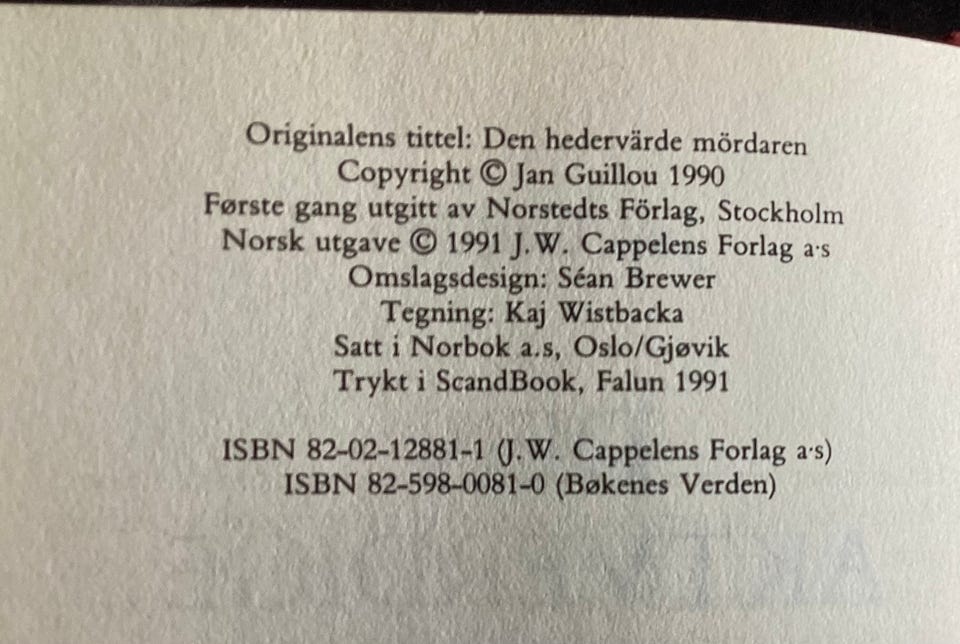 Originalens tittel: Den hedervärde mördaren
Copyright © Jan Guillou 1990
Første gang utgitt av Norstedts Förlag, Stockholm
Norsk utgave © 1991 J.W. Cappelens Forlag a·s
Omslagsdesign: Séan Brewer
Tegning: Kaj Wistbacka
Satt i Norbok a.s, Oslo/Gjøvik
Trykt i ScandBook, Falun 1991
ISBN 82-02-12881-1 (J.W. Cappelens Forlag a·s)
ISBN 82-598-0081-0 (Bøkenes Verden)